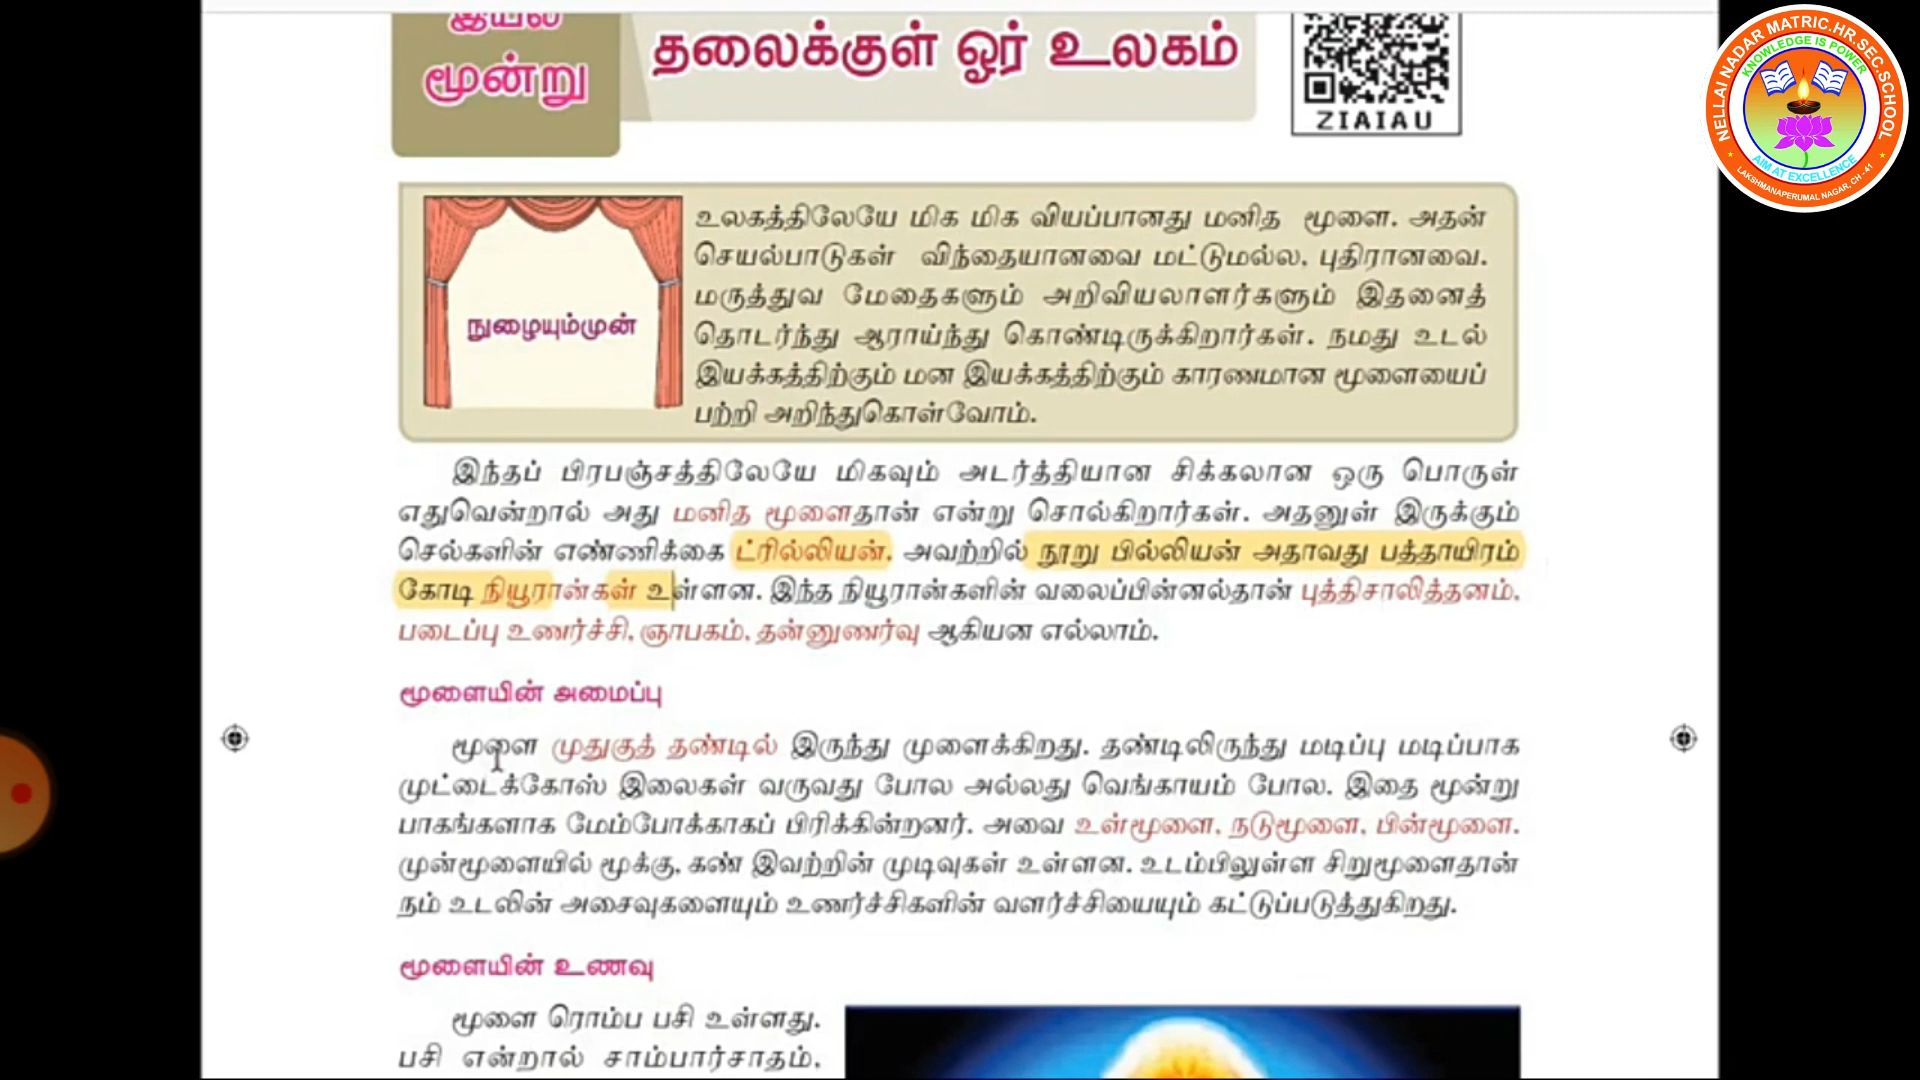 இயல்
மூன்று
தலைக்குள் ஓர் உலகம்
ZIAIAU
NELLAI NADAR MATRIC.HR.SEC.SCHOOL
KNOWLEDGE IS POWER
AIM AT EXCELLENCE
LAKSHMANAPERUMAL NAGAR, CH - 41
நுழையும்முன்
உலகத்திலேயே மிக மிக வியப்பானது மனித மூளை. அதன்
செயல்பாடுகள் விந்தையானவை மட்டுமல்ல, புதிரானவை.
மருத்துவ மேதைகளும் அறிவியலாளர்களும் இதனைத்
தொடர்ந்து ஆராய்ந்து கொண்டிருக்கிறார்கள். நமது உடல்
இயக்கத்திற்கும் மன இயக்கத்திற்கும் காரணமான மூளையைப்
பற்றி அறிந்துகொள்வோம்.
இந்தப் பிரபஞ்சத்திலேயே மிகவும் அடர்த்தியான சிக்கலான ஒரு பொருள்
எதுவென்றால் அது மனித மூளைதான் என்று சொல்கிறார்கள். அதனுள் இருக்கும்
செல்களின் எண்ணிக்கை ட்ரில்லியன். அவற்றில் நூறு பில்லியன் அதாவது பத்தாயிரம்
கோடி நியூரான்கள் உள்ளன. இந்த நியூரான்களின் வலைப்பின்னல்தான் புத்திசாலித்தனம்,
படைப்பு உணர்ச்சி, ஞாபகம், தன்னுணர்வு ஆகியன எல்லாம்.
மூளையின் அமைப்பு
மூளை முதுகுத் தண்டில் இருந்து முளைக்கிறது. தண்டிலிருந்து மடிப்பு மடிப்பாக
முட்டைக்கோஸ் இலைகள் வருவது போல அல்லது வெங்காயம் போல. இதை மூன்று
பாகங்களாக மேம்போக்காகப் பிரிக்கின்றனர். அவை உள்மூளை, நடுமூளை, பின்மூளை.
முன்மூளையில் மூக்கு, கண் இவற்றின் முடிவுகள் உள்ளன. உடம்பிலுள்ள சிறுமூளைதான்
நம் உடலின் அசைவுகளையும் உணர்ச்சிகளின் வளர்ச்சியையும் கட்டுப்படுத்துகிறது.
மூளையின் உணவு
மூளை ரொம்ப பசி உள்ளது.
பசி என்றால் சாம்பார்சாதம்,